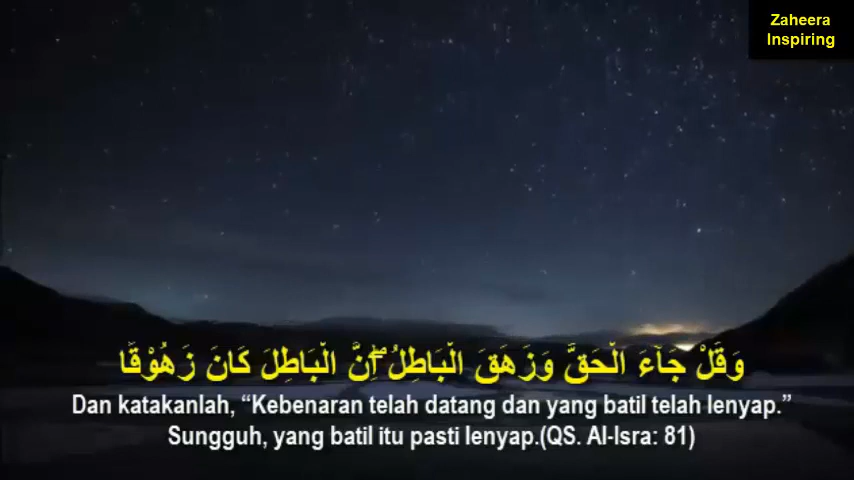 Zaheera
Inspiring
وَقُلْ جَاۤءَ الْحَقُّ وَزَهَقَ الْبَاطِلُ ۖاِنَّ الْبَاطِلَ كَانَ زَهُوْقًا
Dan katakanlah, “Kebenaran telah datang dan yang batil telah lenyap.”
Sungguh, yang batil itu pasti lenyap.(QS. Al-Isra: 81)